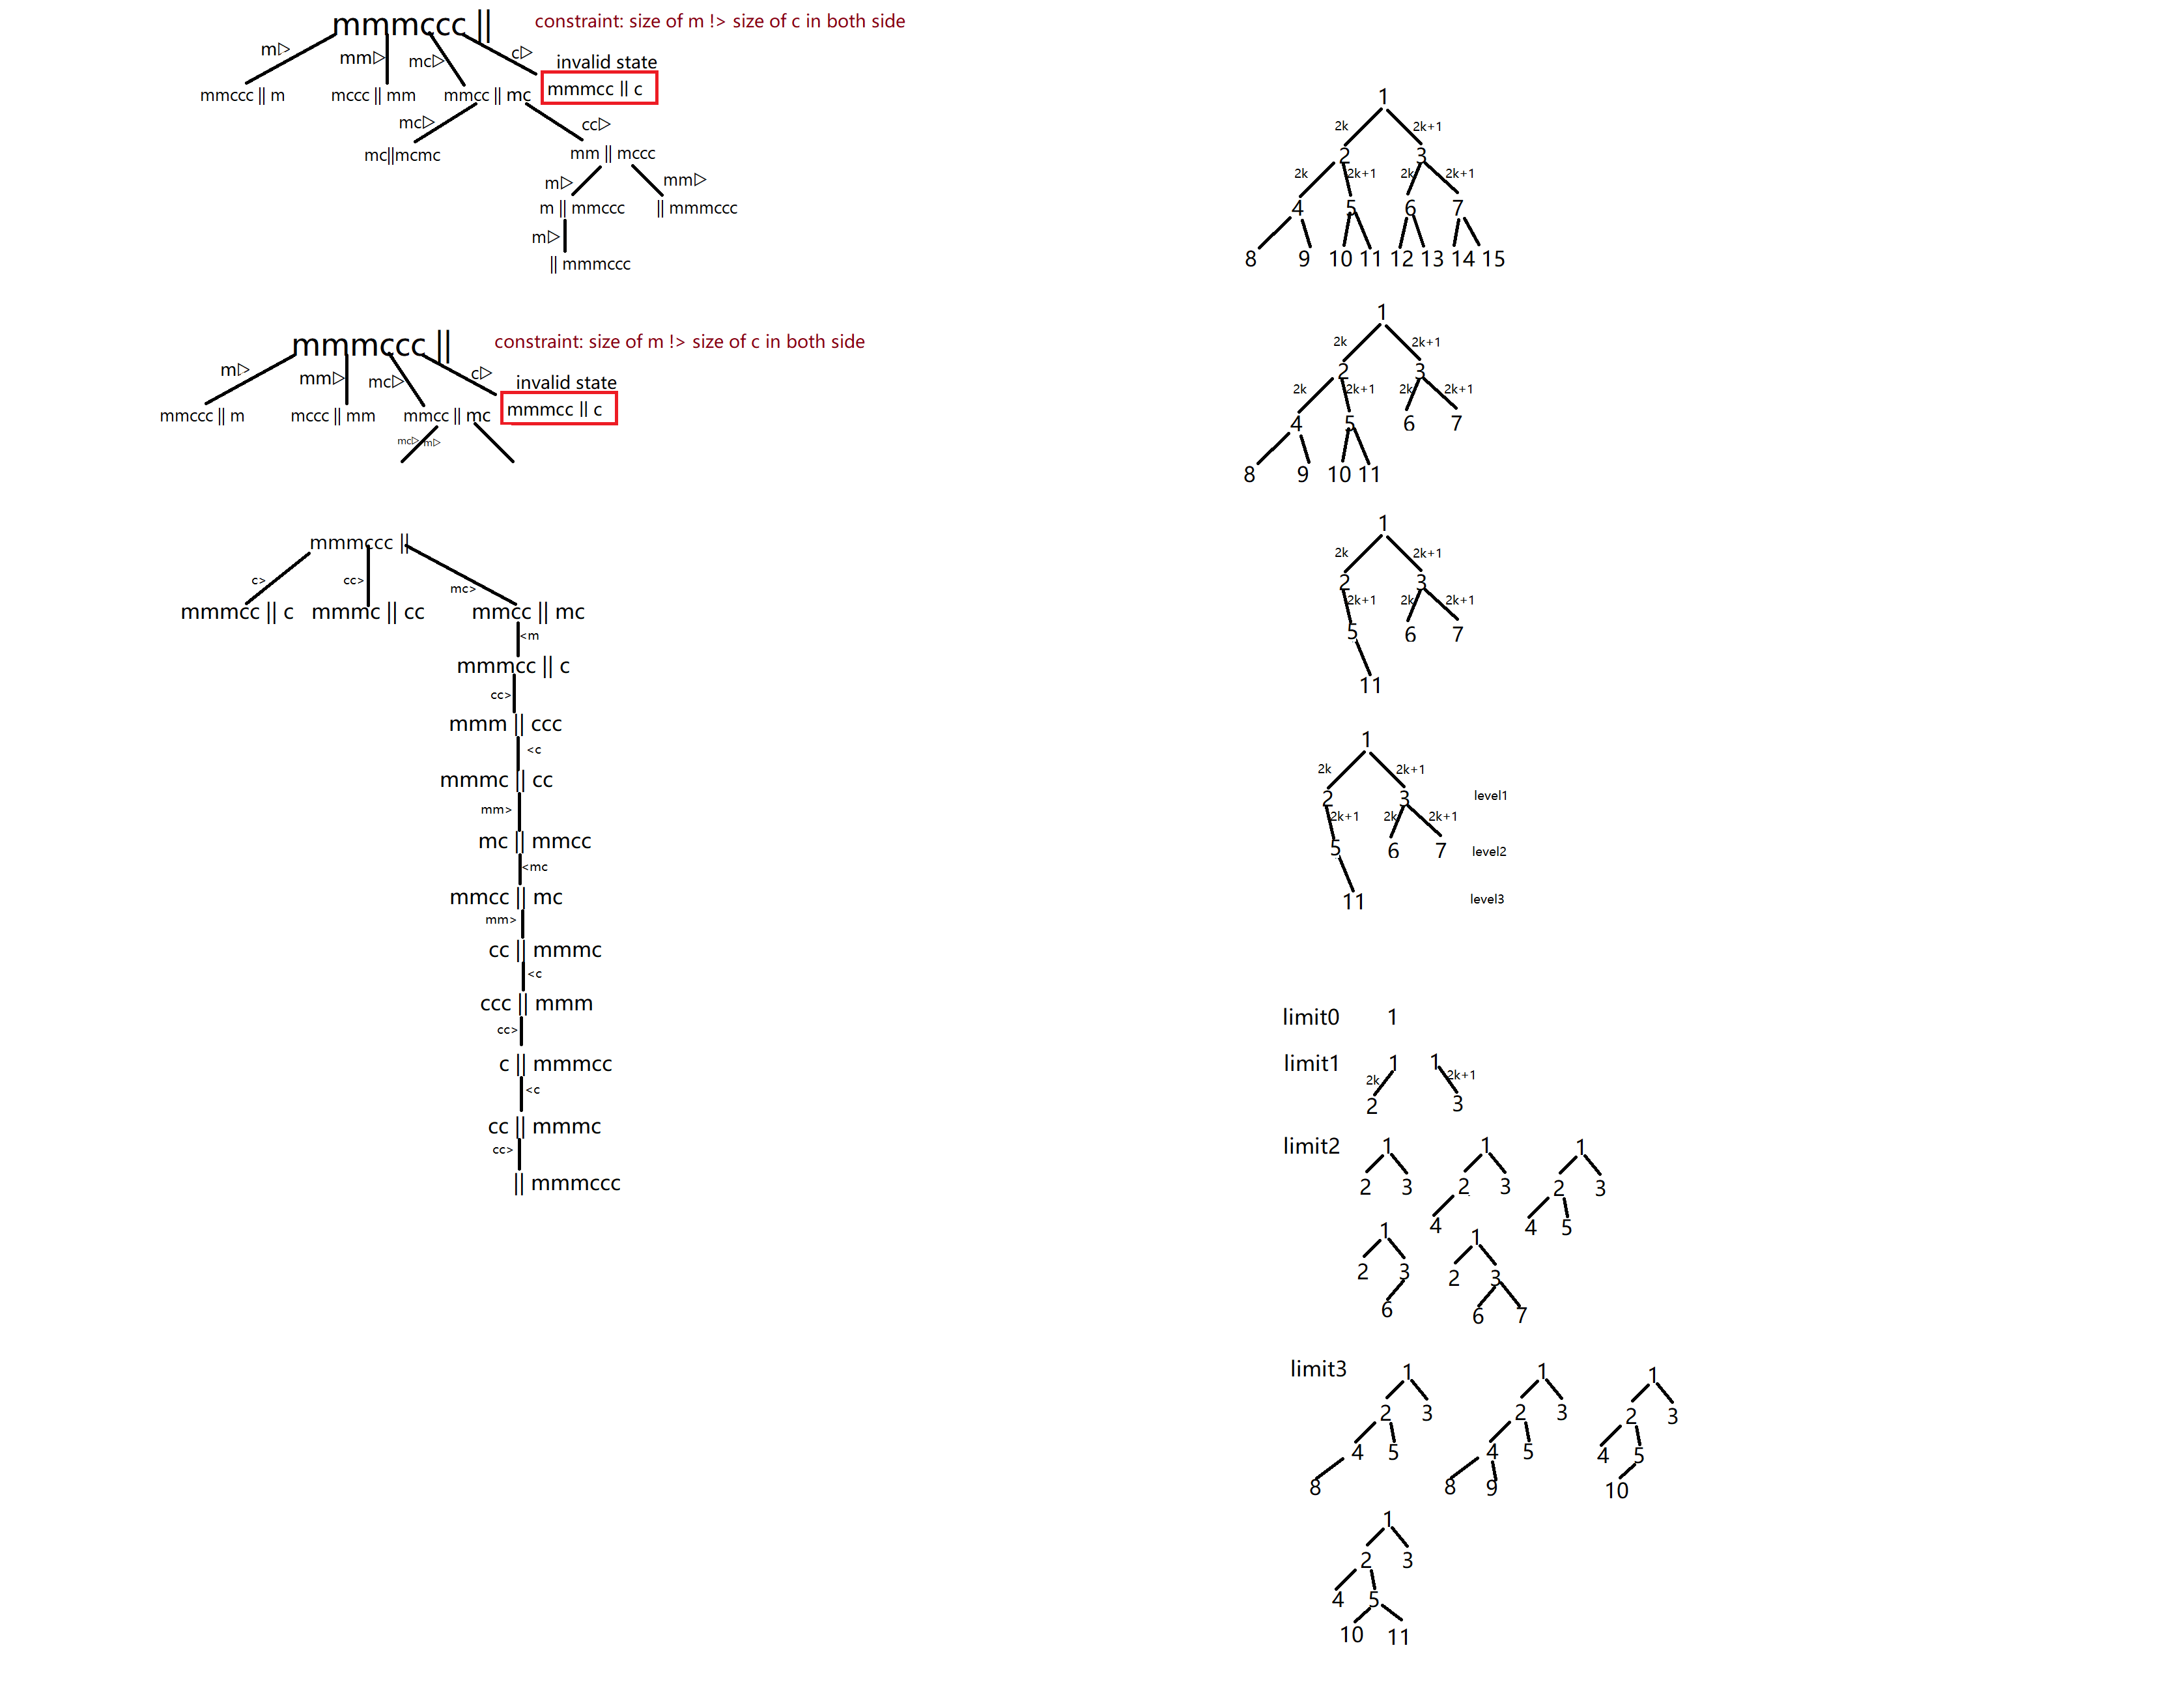 mmmccc ||
constraint: size of m !> size of c in both side
m▷
mm▷
mc▷
c▷
invalid state
mmccc || m
mccc || mm
mmcc || mc
mmmcc || c
mc▷
cc▷
mc||mcmc
mm || mccc
m▷
mm▷
m || mmccc
|| mmmccc
m▷
|| mmmccc
mmmccc ||
constraint: size of m !> size of c in both side
m▷
mm▷
mc▷
c▷
invalid state
mmccc || m
mccc || mm
mmcc || mc
mmmcc || c
mc▷
m▷
mmmccc ||
c>
cc>
mc>
mmmcc || c
mmmc || cc
mmcc || mc
<m
mmmcc || c
cc>
mmm || ccc
<c
mmmc || cc
mm>
mc || mmcc
<mc
mmcc || mc
mm>
cc || mmmc
<c
ccc || mmm
cc>
c || mmmcc
<c
cc || mmmc
cc>
|| mmmccc
1
2k
2k+1
2
3
2k
2k+1
2k
2k+1
4
5
6
7
8
9
10
11
12
13
14
15
1
2k
2k+1
2
3
2k
2k+1
2k
2k+1
4
5
6
7
8
9
10
11
1
2k
2k+1
2
3
2k+1
2k
2k+1
5
6
7
11
1
2k
2k+1
2
3
level1
2k+1
2k
2k+1
5
6
7
level2
11
level3
limit0
1
limit1
1
1
2k
2k+1
2
3
limit2
1
1
1
2
3
2
3
2
3
4
4
5
1
1
2
3
2
3
6
6
7
limit3
1
1
1
2
3
2
3
2
3
4
5
4
5
4
5
8
8
9
10
1
2
3
4
5
10
11